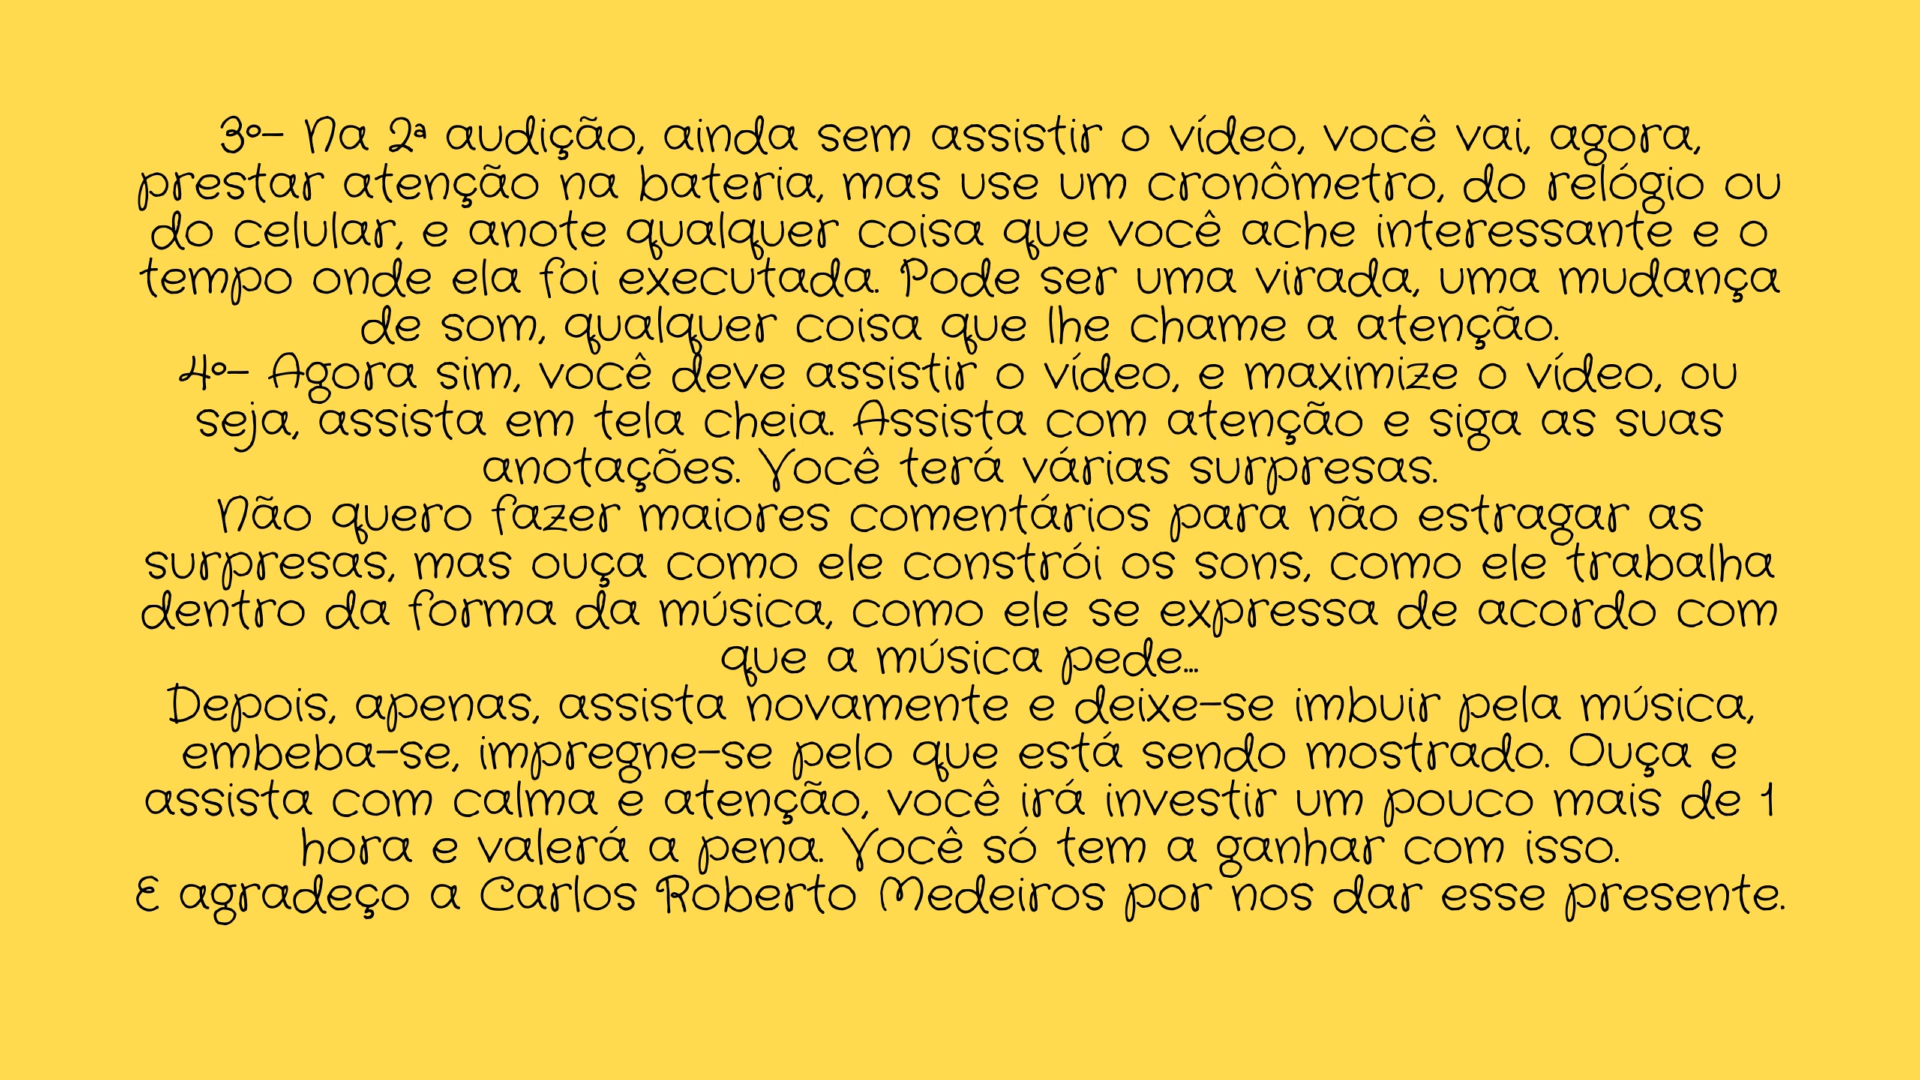 3º- Na 2ª audição, ainda sem assistir o vídeo, você vai, agora,
prestar atenção na bateria, mas use um cronômetro, do relógio ou
do celular, e anote qualquer coisa que você ache interessante e o
tempo onde ela foi executada. Pode ser uma virada, uma mudança
de som, qualquer coisa que lhe chame a atenção.
4º- Agora sim, você deve assistir o vídeo, e maximize o vídeo, ou
seja, assista em tela cheia. Assista com atenção e siga as suas
anotações. Você terá várias surpresas.
Não quero fazer maiores comentários para não estragar as
surpresas, mas ouça como ele constrói os sons, como ele trabalha
dentro da forma da música, como ele se expressa de acordo com
que a música pede...
Depois, apenas, assista novamente e deixe-se imbuir pela música,
embeba-se, impregne-se pelo que está sendo mostrado. Ouça e
assista com calma e atenção, você irá investir um pouco mais de 1
hora e valerá a pena. Você só tem a ganhar com isso.
E agradeço a Carlos Roberto Medeiros por nos dar esse presente.